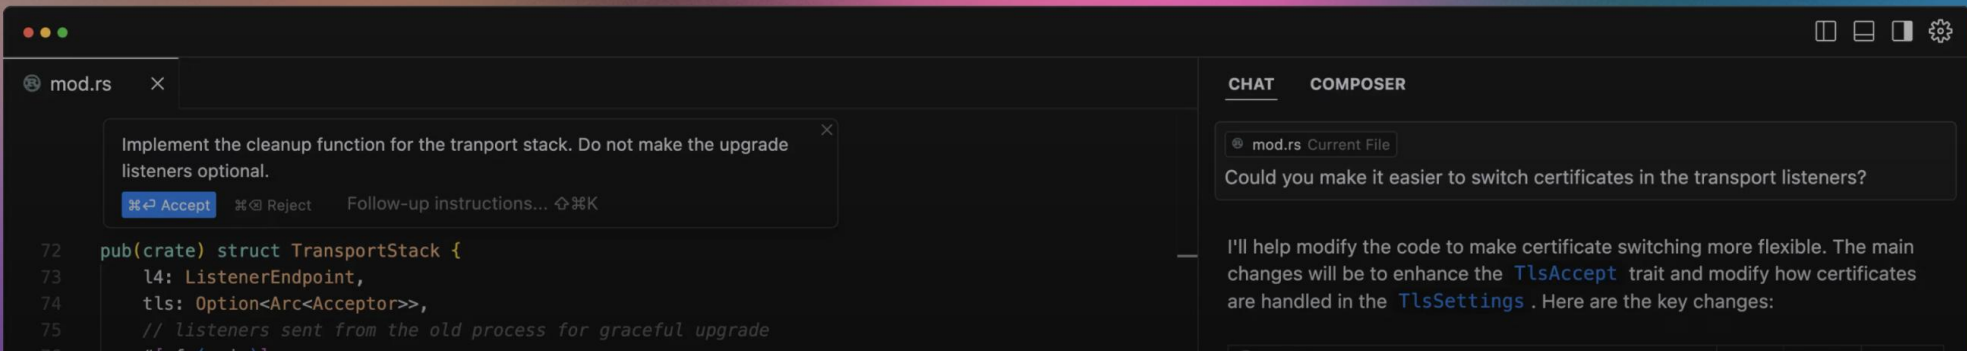 mod.rs
Implement the cleanup function for the tranport stack. Do not make the upgrade
listeners optional.
⌘⏎ Accept ⌘⌫ Reject Follow-up instructions... ⇧⌘K
72 pub(crate) struct TransportStack {
73 l4: ListenerEndpoint,
74 tls: Option<Arc<Acceptor>>,
75 // listeners sent from the old process for graceful upgrade
CHAT COMPOSER
mod.rs Current File
Could you make it easier to switch certificates in the transport listeners?
I'll help modify the code to make certificate switching more flexible. The main
changes will be to enhance the TlsAccept trait and modify how certificates
are handled in the TlsSettings . Here are the key changes: